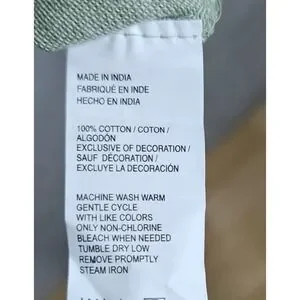 MADE IN INDIA
FABRIQUÉ EN INDE
HECHO EN INDIA
100% COTTON / COTON /
ALGODÓN
EXCLUSIVE OF DECORATION /
SAUF DÉCORATION /
EXCLUYE LA DECORACIÓN
MACHINE WASH WARM
GENTLE CYCLE
WITH LIKE COLORS
ONLY NON-CHLORINE
BLEACH WHEN NEEDED
TUMBLE DRY LOW
REMOVE PROMPTLY
STEAM IRON